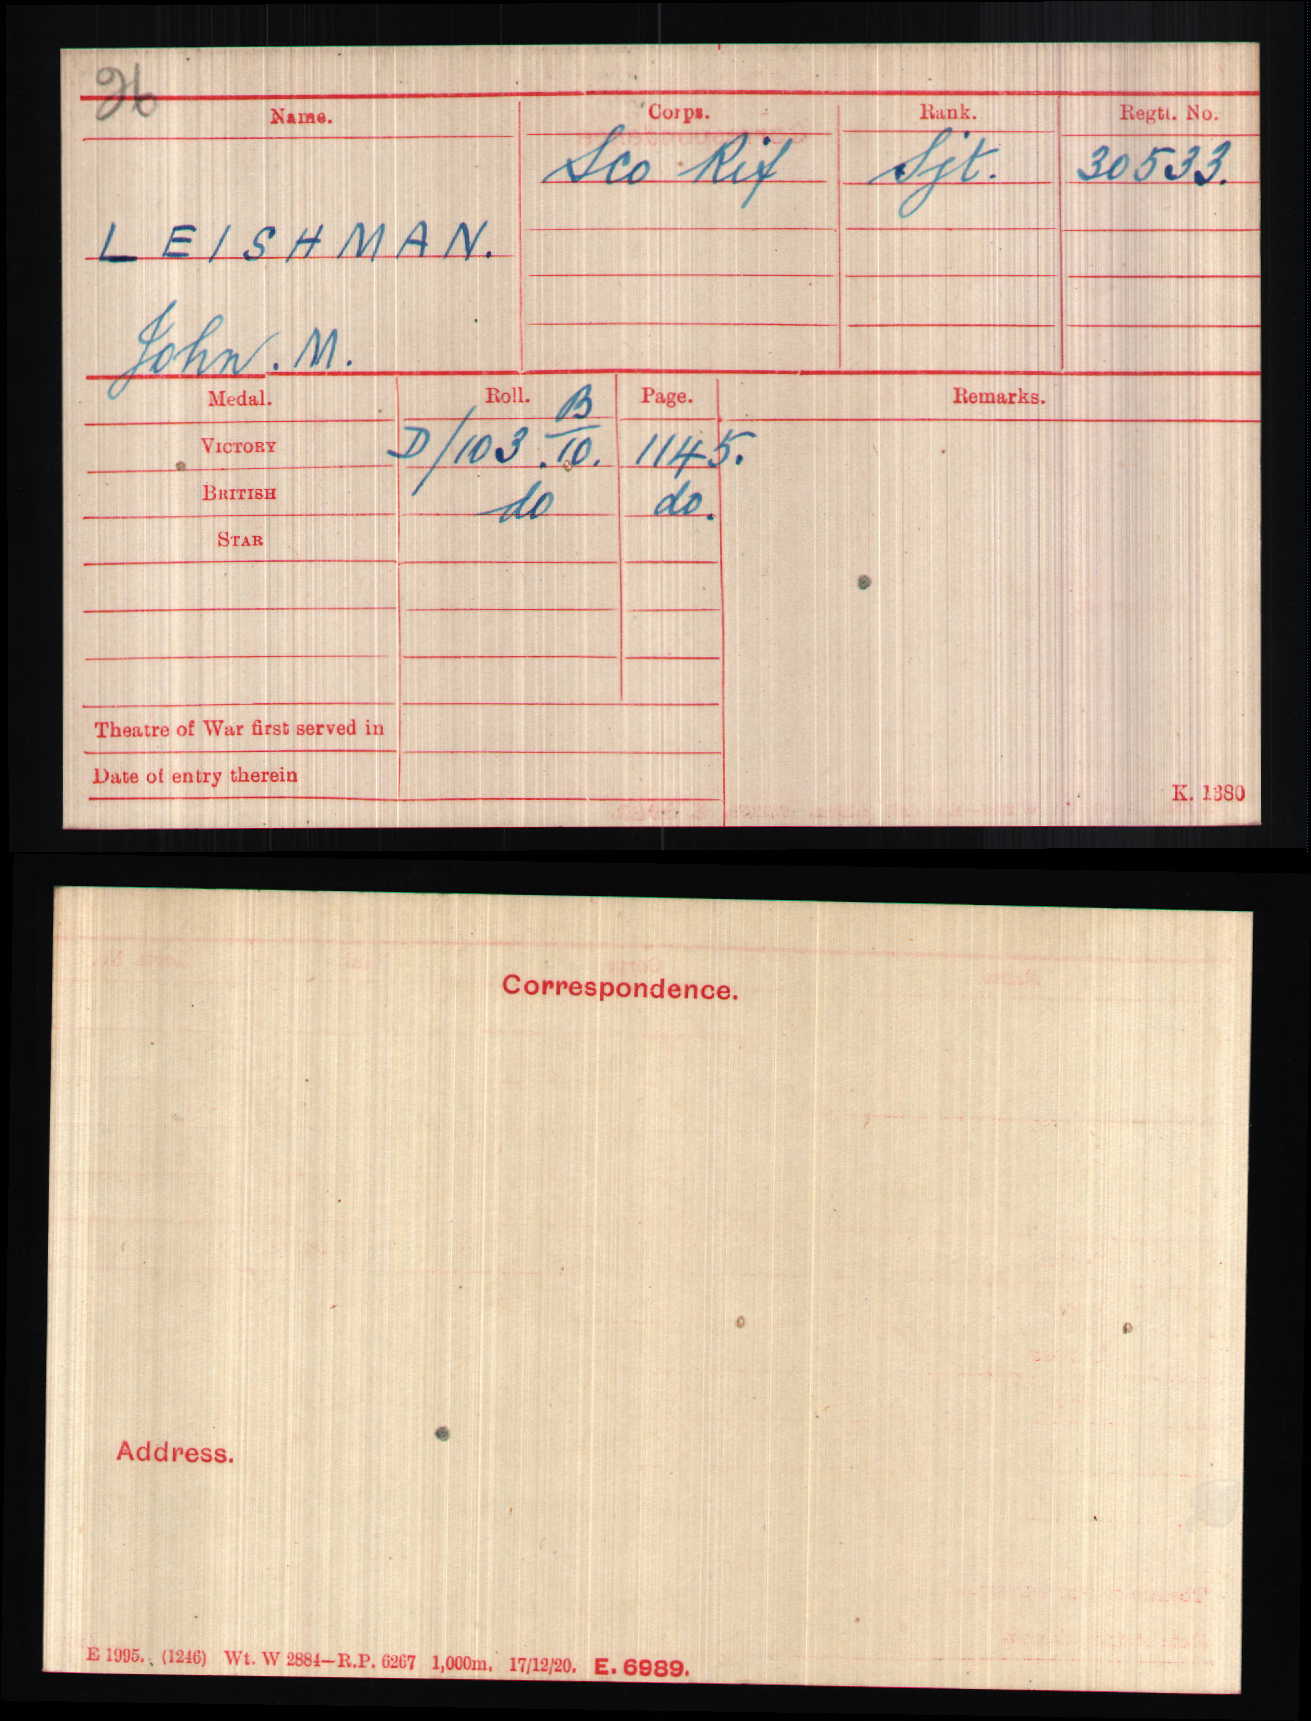 26
Name. Corps. Rank. Regtl. No.
Sco Rif Sjt. 30533.
LEISHMAN.
John. M.
Medal. Roll. Page. Remarks.
VICTORY D/103. B/10. 1145.
BRITISH do do.
STAR
Theatre of War first served in
Date of entry therein
K. 1380
Correspondence.
Address.
E 1995. (1246) Wt. W 2884—R.P. 6267 1,000m. 17/12/20. E. 6989.